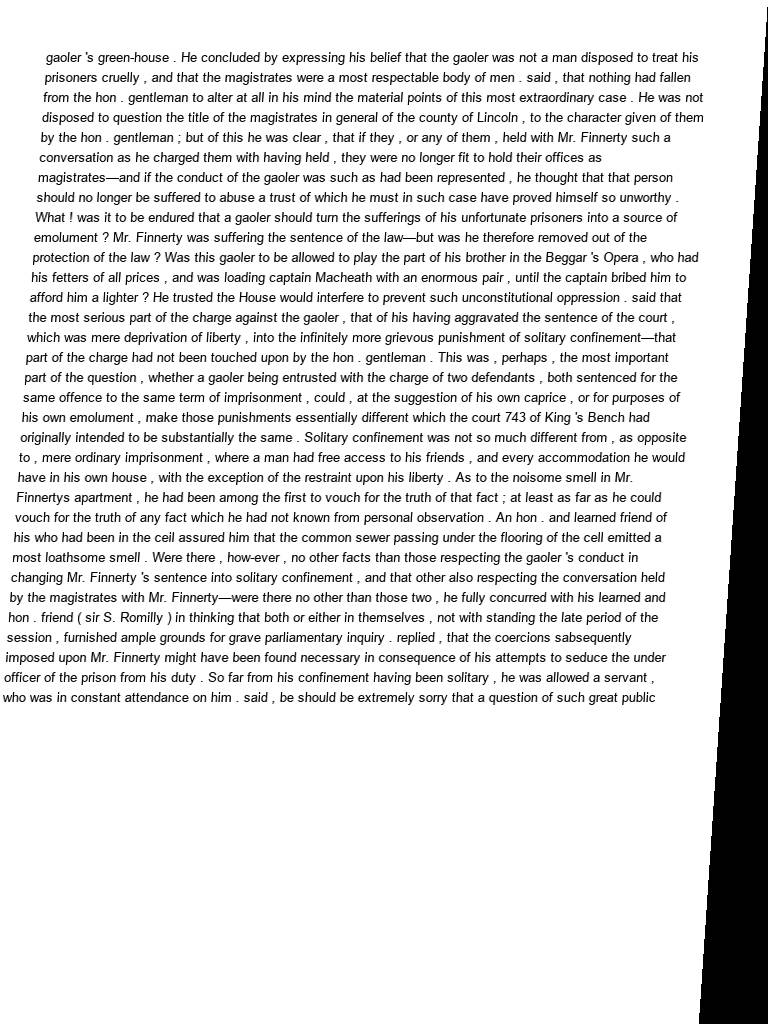 gaoler 's green-house . He concluded by expressing his belief that the gaoler was not a man disposed to treat his
prisoners cruelly , and that the magistrates were a most respectable body of men . said , that nothing had fallen
from the hon . gentleman to alter at all in his mind the material points of this most extraordinary case . He was not
disposed to question the title of the magistrates in general of the county of Lincoln , to the character given of them
by the hon . gentleman ; but of this he was clear , that if they , or any of them , held with Mr. Finnerty such a
conversation as he charged them with having held , they were no longer fit to hold their offices as
magistrates—and if the conduct of the gaoler was such as had been represented , he thought that that person
should no longer be suffered to abuse a trust of which he must in such case have proved himself so unworthy .
What ! was it to be endured that a gaoler should turn the sufferings of his unfortunate prisoners into a source of
emolument ? Mr. Finnerty was suffering the sentence of the law—but was he therefore removed out of the
protection of the law ? Was this gaoler to be allowed to play the part of his brother in the Beggar 's Opera , who had
his fetters of all prices , and was loading captain Macheath with an enormous pair , until the captain bribed him to
afford him a lighter ? He trusted the House would interfere to prevent such unconstitutional oppression . said that
the most serious part of the charge against the gaoler , that of his having aggravated the sentence of the court ,
which was mere deprivation of liberty , into the infinitely more grievous punishment of solitary confinement—that
part of the charge had not been touched upon by the hon . gentleman . This was , perhaps , the most important
part of the question , whether a gaoler being entrusted with the charge of two defendants , both sentenced for the
same offence to the same term of imprisonment , could , at the suggestion of his own caprice , or for purposes of
his own emolument , make those punishments essentially different which the court 743 of King 's Bench had
originally intended to be substantially the same . Solitary confinement was not so much different from , as opposite
to , mere ordinary imprisonment , where a man had free access to his friends , and every accommodation he would
have in his own house , with the exception of the restraint upon his liberty . As to the noisome smell in Mr.
Finnertys apartment , he had been among the first to vouch for the truth of that fact ; at least as far as he could
vouch for the truth of any fact which he had not known from personal observation . An hon . and learned friend of
his who had been in the ceil assured him that the common sewer passing under the flooring of the cell emitted a
most loathsome smell . Were there , how-ever , no other facts than those respecting the gaoler 's conduct in
changing Mr. Finnerty 's sentence into solitary confinement , and that other also respecting the conversation held
by the magistrates with Mr. Finnerty—were there no other than those two , he fully concurred with his learned and
hon . friend ( sir S. Romilly ) in thinking that both or either in themselves , not with standing the late period of the
session , furnished ample grounds for grave parliamentary inquiry . replied , that the coercions sabsequently
imposed upon Mr. Finnerty might have been found necessary in consequence of his attempts to seduce the under
officer of the prison from his duty . So far from his confinement having been solitary , he was allowed a servant ,
who was in constant attendance on him . said , be should be extremely sorry that a question of such great public